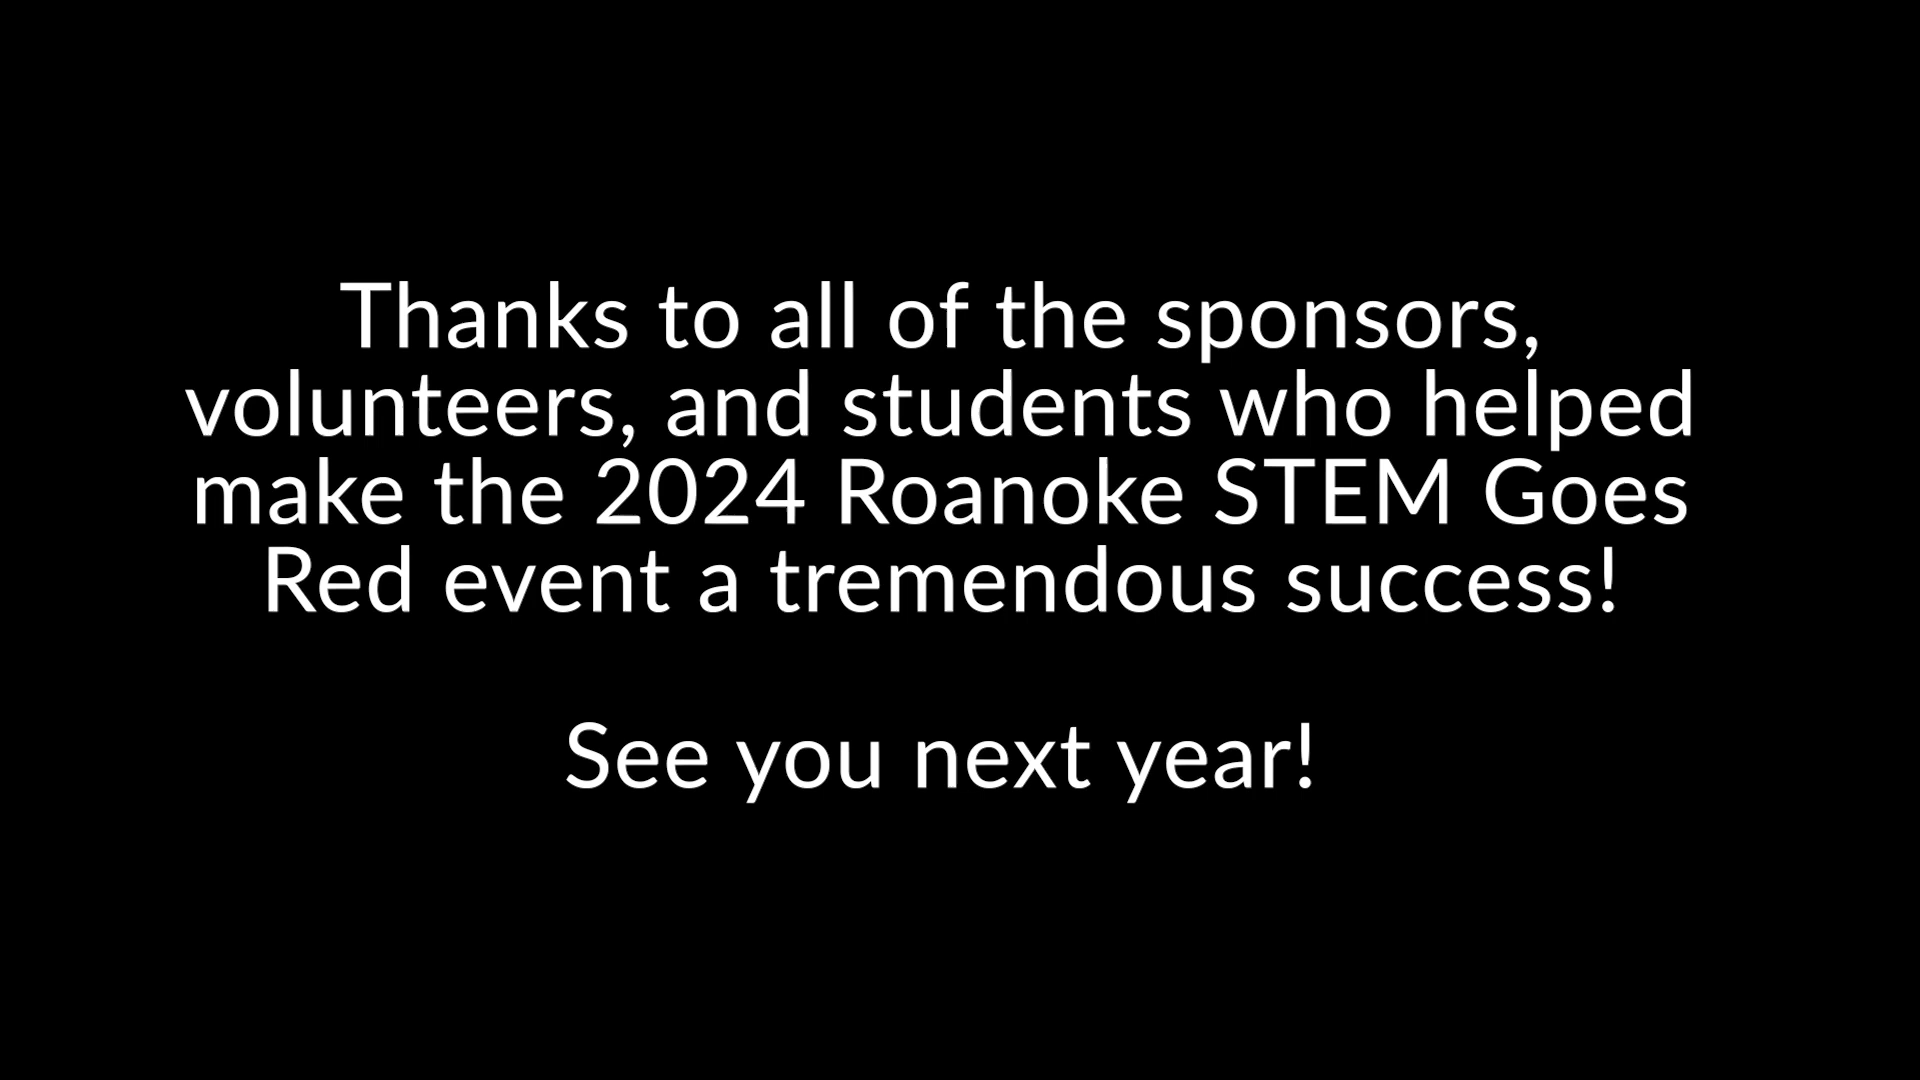 Thanks to all of the sponsors,
volunteers, and students who helped
make the 2024 Roanoke STEM Goes
Red event a tremendous success!
See you next year!